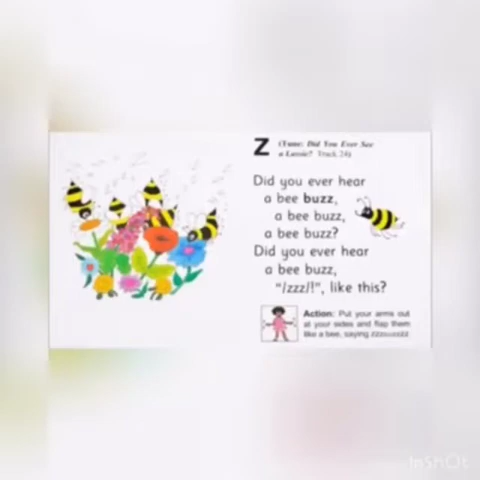 Z (Tune: Did You Ever See
a Lassie? Track 24)
Did you ever hear
a bee buzz,
a bee buzz,
a bee buzz?
Did you ever hear
a bee buzz,
"/zzz/!", like this?
Action: Put your arms out
at your sides and flap them
like a bee, saying zzzzzzzz
InShOt